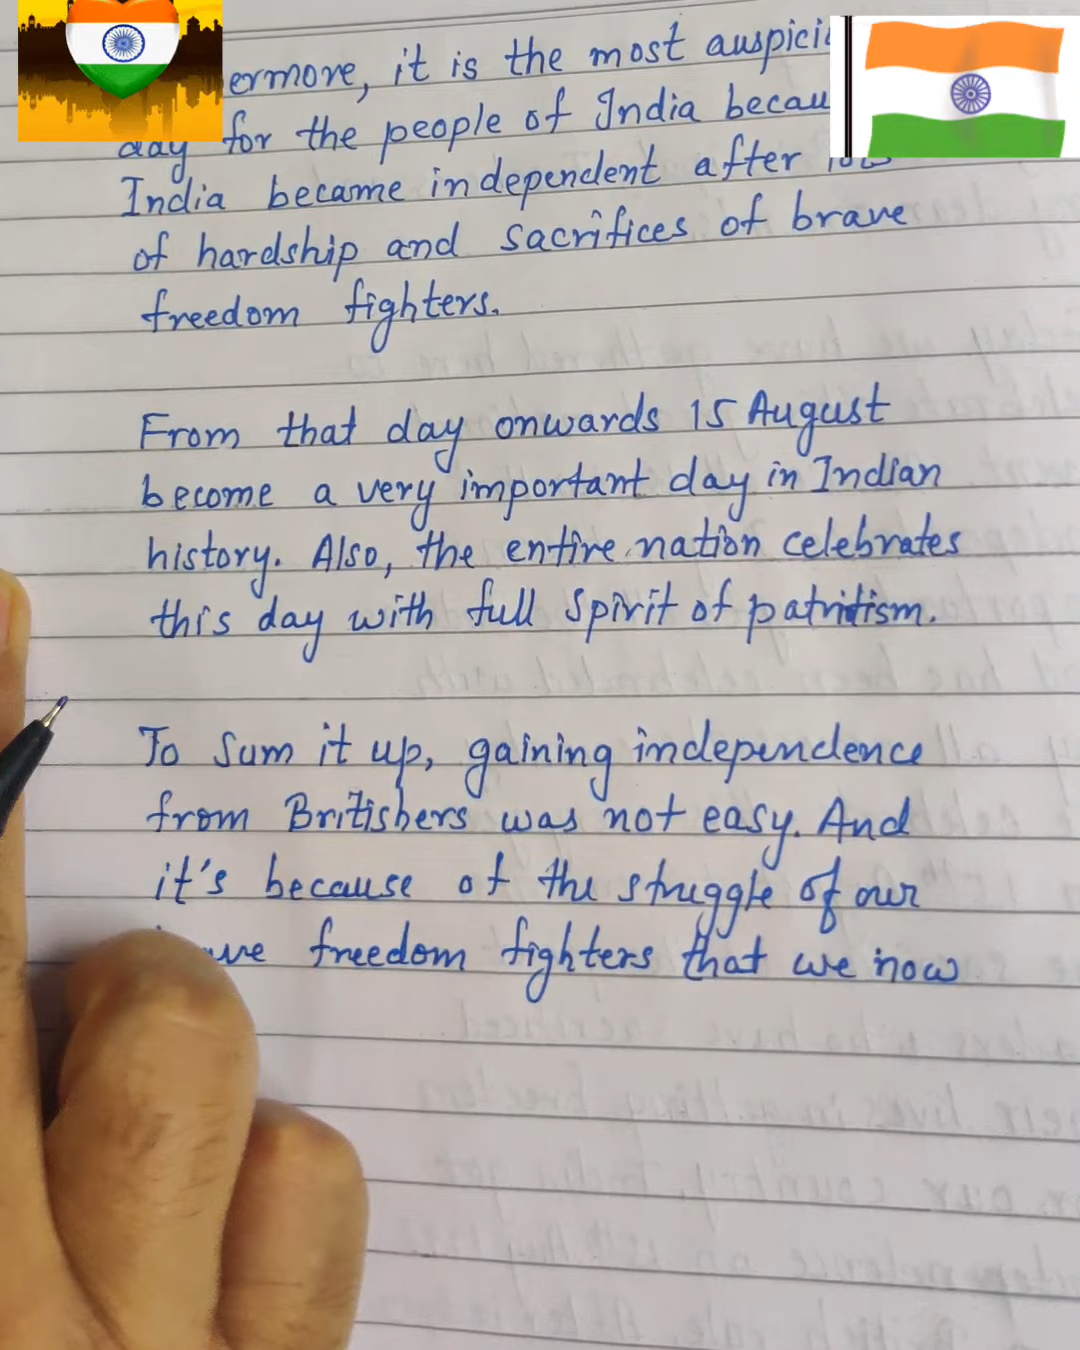 ermore, it is the most auspici
day for the people of India becau
India became independent after
of hardship and sacrifices of brave
freedom fighters.
From that day onwards 15 August
become a very important day in Indian
history. Also, the entire nation celebrates
this day with full spirit of patriotism.
To Sum it up, gaining independence
from Britishers was not easy. And
it's because of the struggle of our
freedom fighters that we now